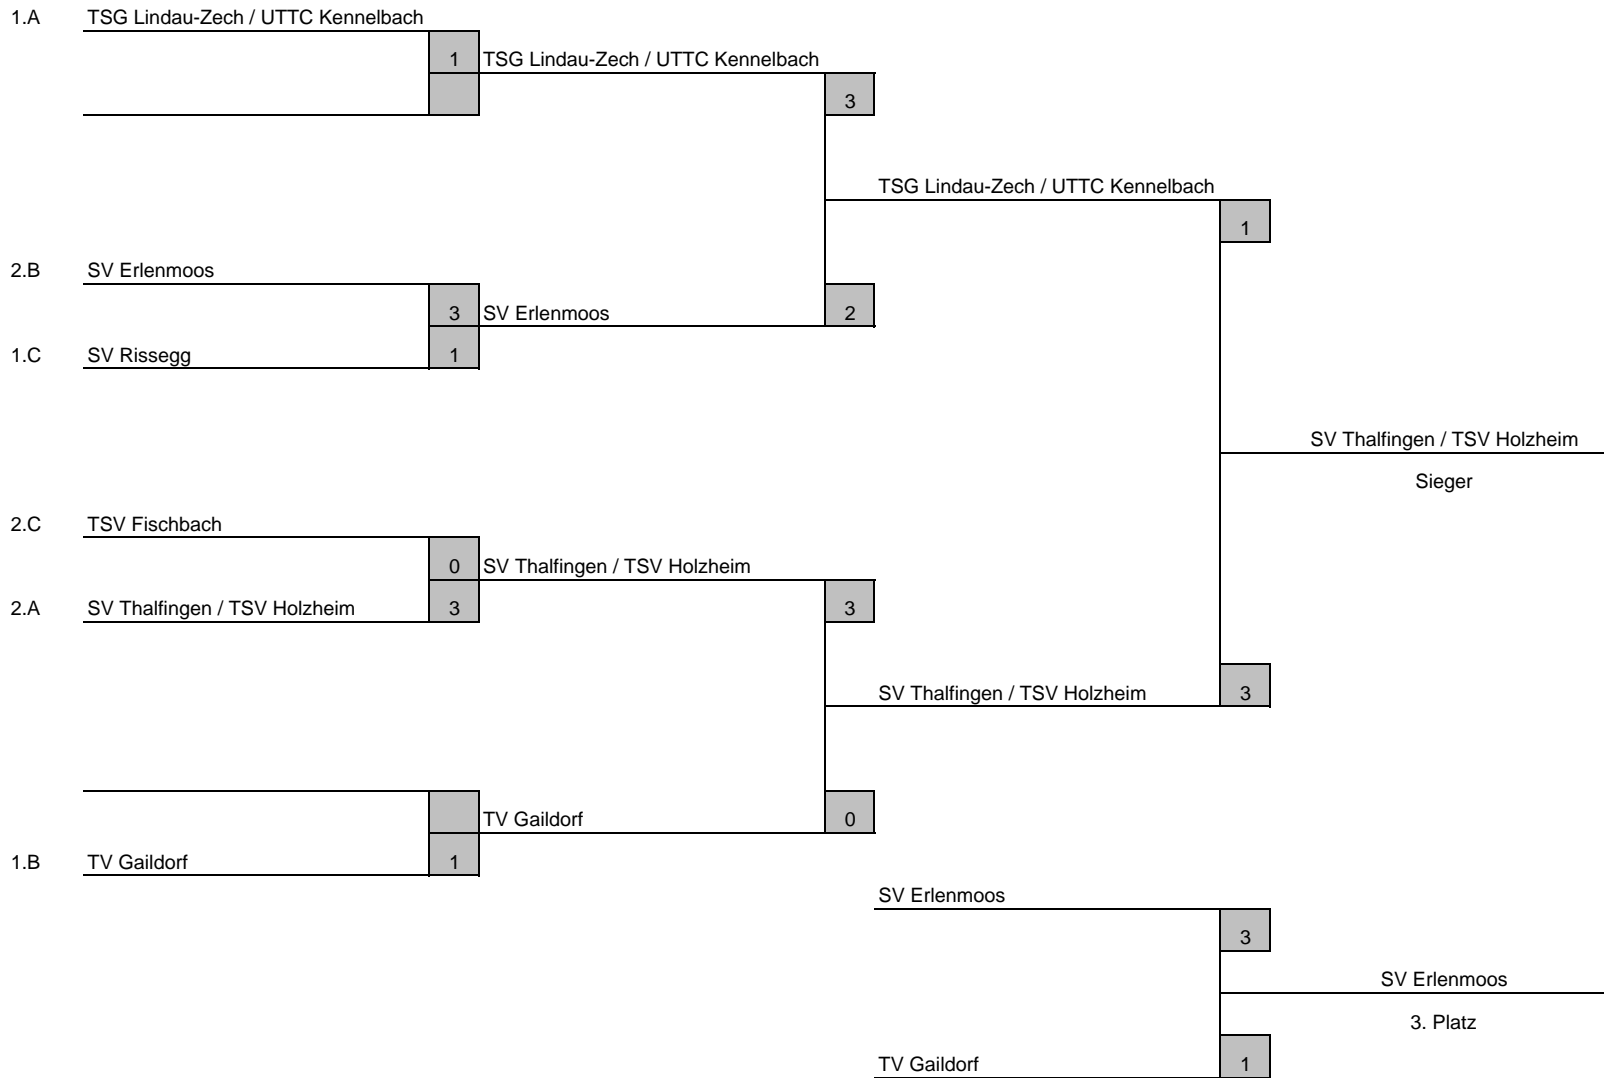 1.A TSG Lindau-Zech / UTTC Kennelbach
1 TSG Lindau-Zech / UTTC Kennelbach
3
TSG Lindau-Zech / UTTC Kennelbach
1
2.B SV Erlenmoos
3 SV Erlenmoos 2
1.C SV Rissegg 1
SV Thalfingen / TSV Holzheim
Sieger
2.C TSV Fischbach
0 SV Thalfingen / TSV Holzheim
2.A SV Thalfingen / TSV Holzheim 3 3
SV Thalfingen / TSV Holzheim 3
TV Gaildorf 0
1.B TV Gaildorf 1
SV Erlenmoos
3
SV Erlenmoos
3. Platz
TV Gaildorf 1